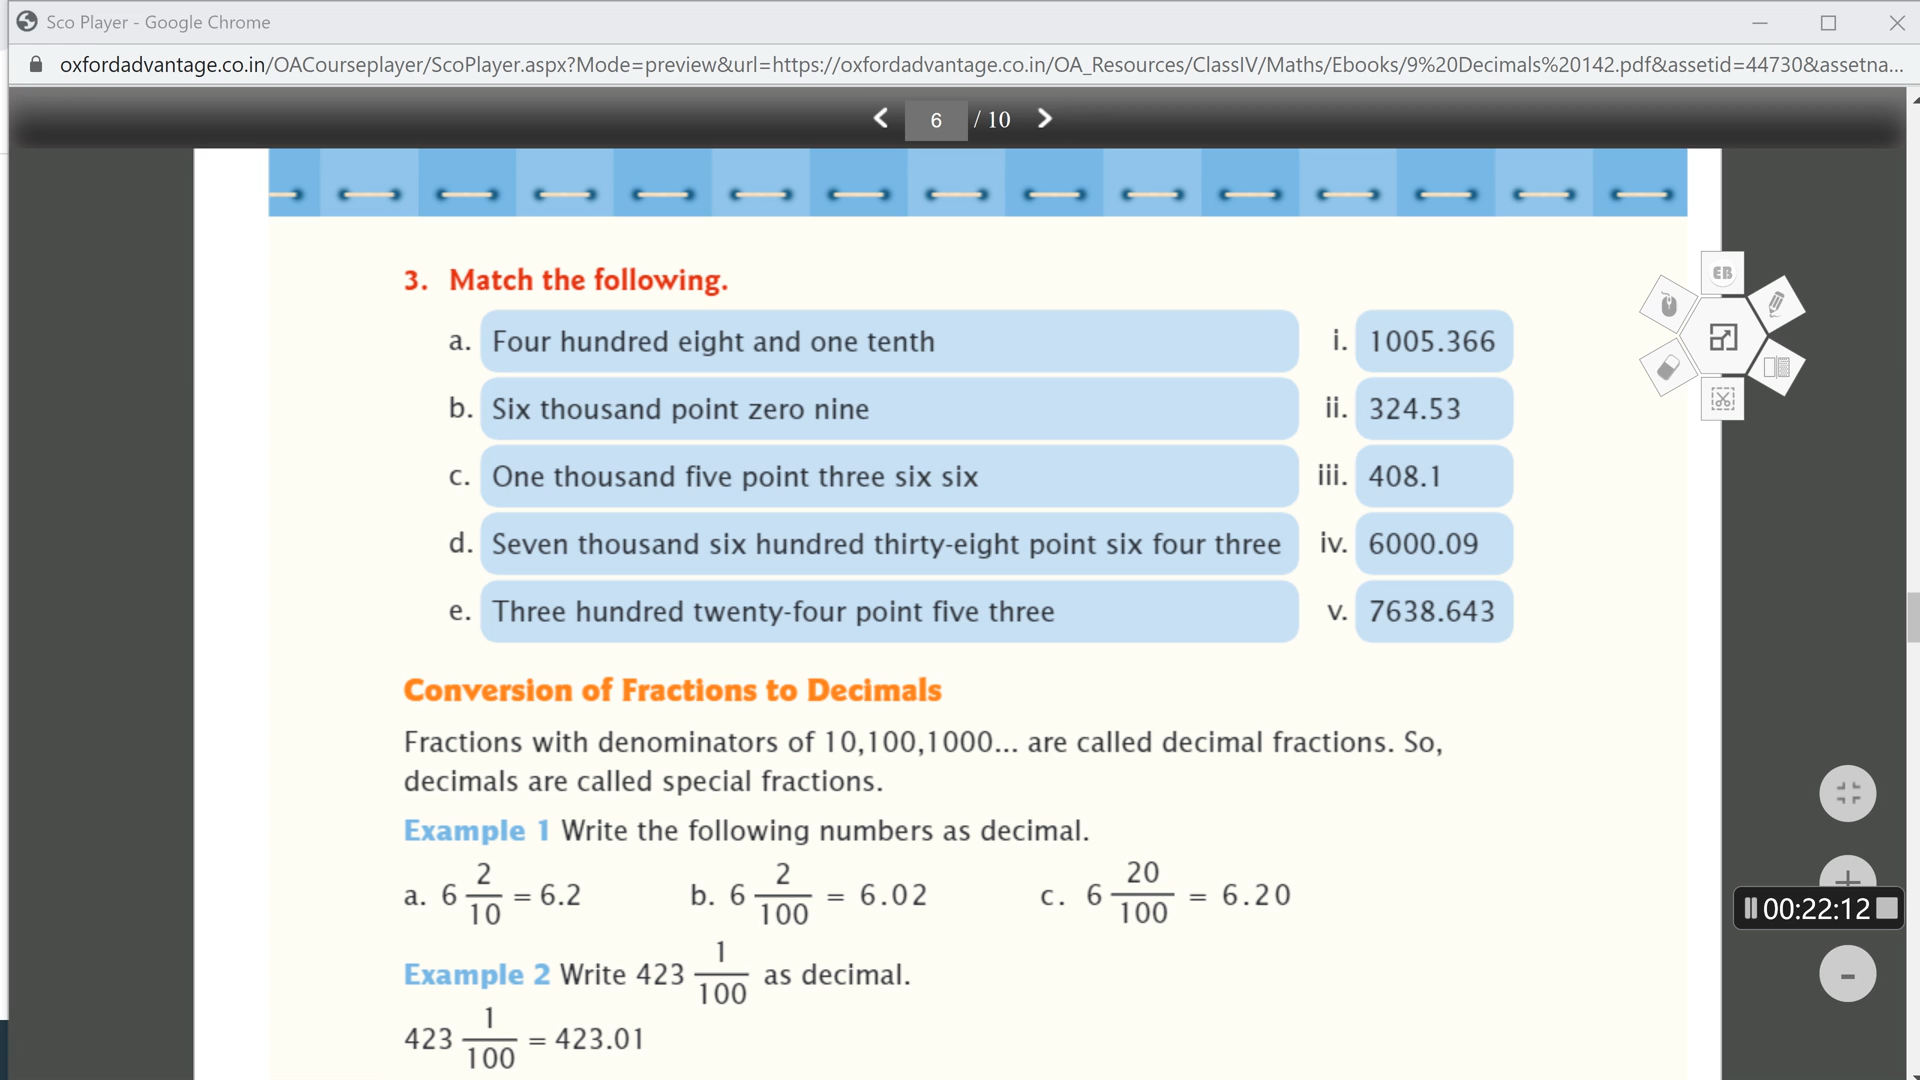 Sco Player - Google Chrome
oxfordadvantage.co.in/OACourseplayer/ScoPlayer.aspx?Mode=preview&url=https://oxfordadvantage.co.in/OA_Resources/ClassIV/Maths/Ebooks/9%20Decimals%20142.pdf&assetid=44730&assetna...
6 / 10
EB
3. Match the following.
a. Four hundred eight and one tenth i. 1005.366
b. Six thousand point zero nine ii. 324.53
c. One thousand five point three six six iii. 408.1
d. Seven thousand six hundred thirty-eight point six four three iv. 6000.09
e. Three hundred twenty-four point five three v. 7638.643
Conversion of Fractions to Decimals
Fractions with denominators of 10,100,1000... are called decimal fractions. So,
decimals are called special fractions.
Example 1 Write the following numbers as decimal.
a. 6 2/10 = 6.2 b. 6 2/100 = 6.02 c. 6 20/100 = 6.20
00:22:12
Example 2 Write 423 1/100 as decimal.
423 1/100 = 423.01